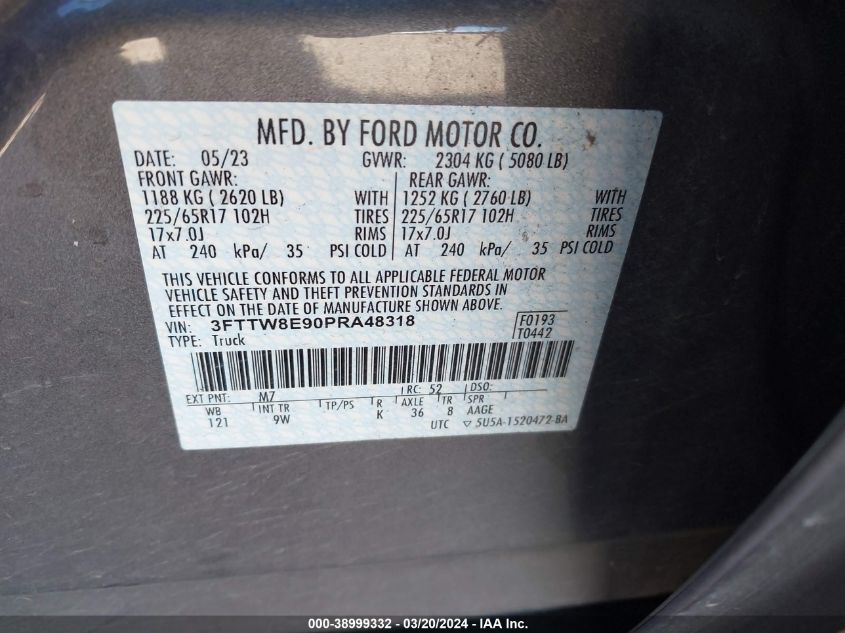 MFD. BY FORD MOTOR CO.
DATE: 05/23 GVWR: 2304 KG ( 5080 LB)
FRONT GAWR: REAR GAWR:
1188 KG ( 2620 LB) WITH 1252 KG ( 2760 LB) WITH
225/65R17 102H TIRES 225/65R17 102H TIRES
17x7.0J RIMS 17x7.0J RIMS
AT 240 kPa/ 35 PSI COLD AT 240 kPa/ 35 PSI COLD
THIS VEHICLE CONFORMS TO ALL APPLICABLE FEDERAL MOTOR
VEHICLE SAFETY AND THEFT PREVENTION STANDARDS IN
EFFECT ON THE DATE OF MANUFACTURE SHOWN ABOVE.
VIN: 3FTTW8E90PRA48318 F0193
TYPE: Truck T0442
EXT PNT: M7 RC: 52 DSO:
WB INT TR TP/PS R AXLE TR SPR
121 9W K 36 8 AAGE
UTC ▽ 5U5A-1520472-BA
000-38999332 / 03/20/2024 / US - I-AA Inc.